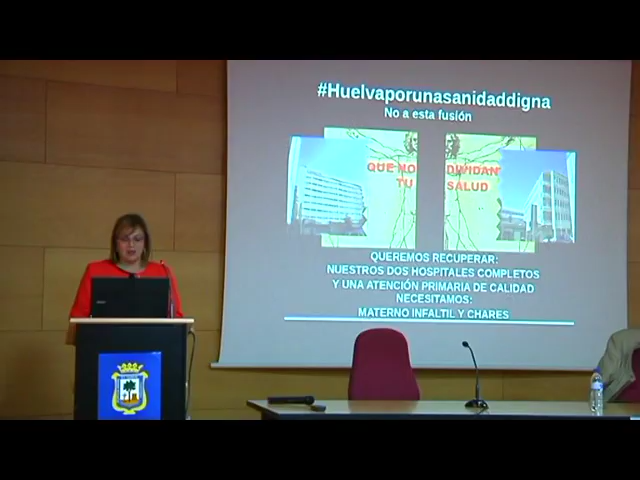 #Huelvaporunasanidaddigna
No a esta fusión
QUE NO DIVIDAN
TU SALUD
QUEREMOS RECUPERAR:
NUESTROS DOS HOSPITALES COMPLETOS
Y UNA ATENCIÓN PRIMARIA DE CALIDAD
NECESITAMOS:
MATERNO INFALTIL Y CHARES